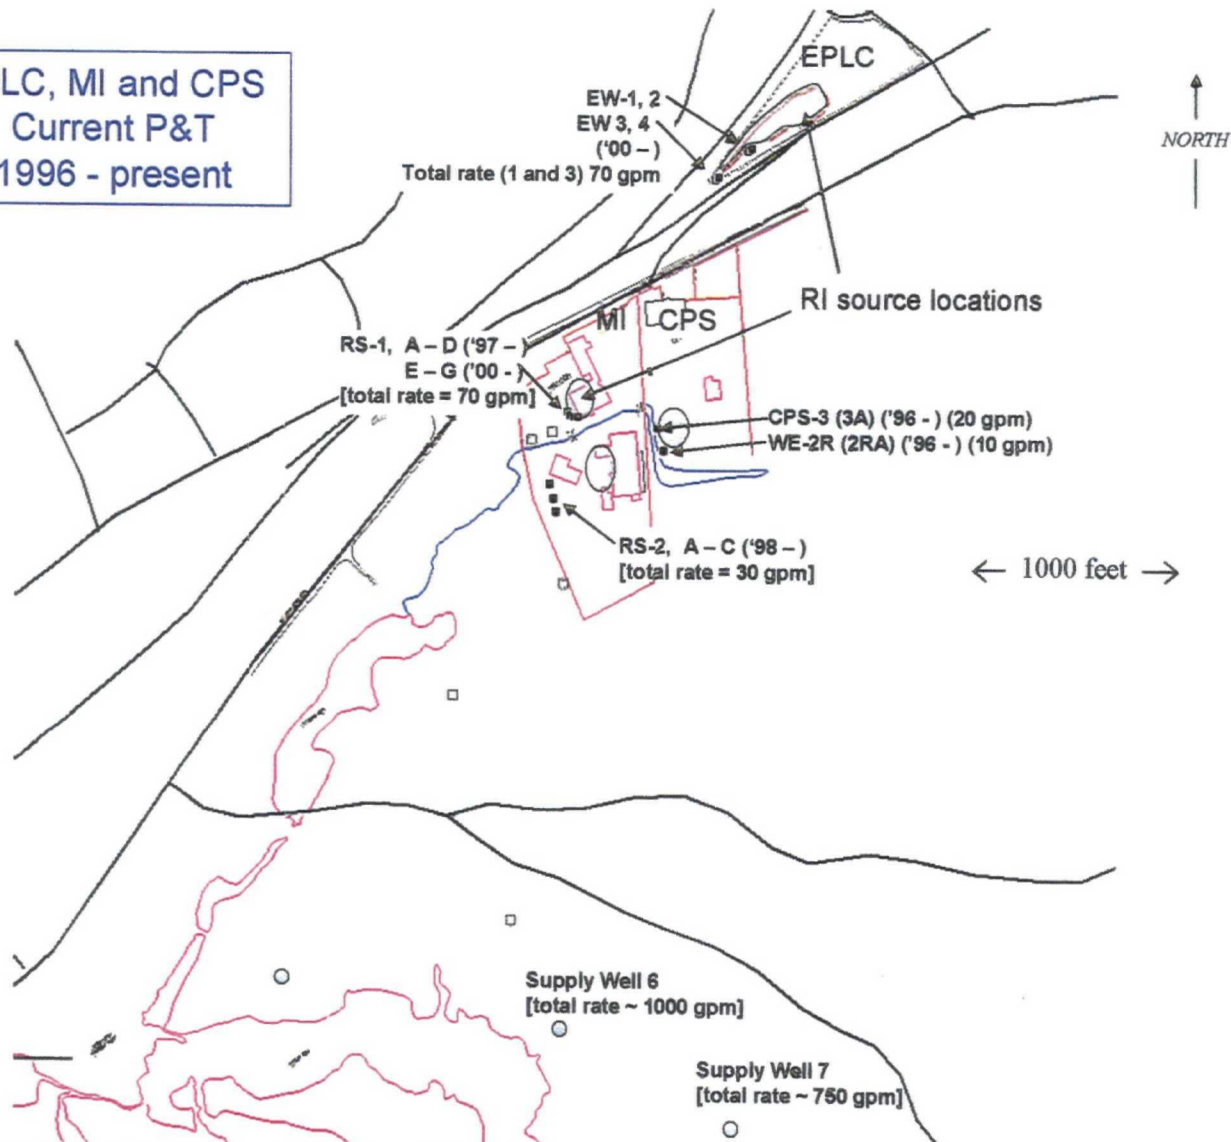 LC, MI and CPS
Current P&T
1996 - present
EPLC
EW-1, 2
EW 3, 4
('00 – )
Total rate (1 and 3) 70 gpm
NORTH
RI source locations
MI
CPS
RS-1, A – D ('97 – )
E – G ('00 - )
[total rate = 70 gpm]
CPS-3 (3A) ('96 - ) (20 gpm)
WE-2R (2RA) ('96 - ) (10 gpm)
RS-2, A – C ('98 – )
[total rate = 30 gpm]
1000 feet
Supply Well 6
[total rate ~ 1000 gpm]
Supply Well 7
[total rate ~ 750 gpm]